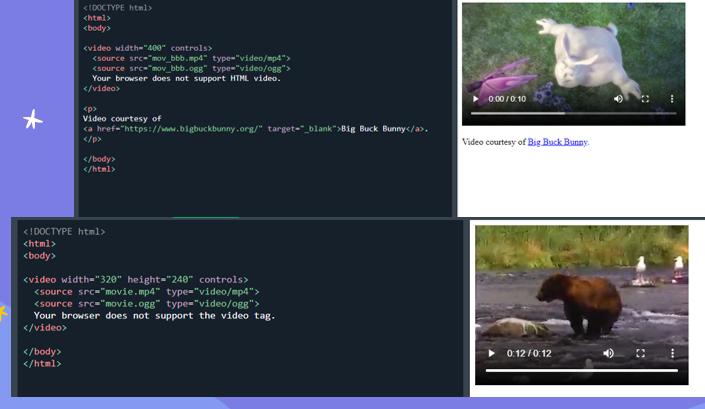 <!DOCTYPE html>
<html>
<body>
<video width="400" controls>
<source src="mov_bbb.mp4" type="video/mp4">
<source src="mov_bbb.ogg" type="video/ogg">
Your browser does not support HTML video.
</video>
<p>
Video courtesy of
<a href="https://www.bigbuckbunny.org/" target="_blank">Big Buck Bunny</a>.
</p>
</body>
</html>
0:00 / 0:10
Video courtesy of Big Buck Bunny.
<!DOCTYPE html>
<html>
<body>
<video width="320" height="240" controls>
<source src="movie.mp4" type="video/mp4">
<source src="movie.ogg" type="video/ogg">
Your browser does not support the video tag.
</video>
</body>
</html>
0:12 / 0:12